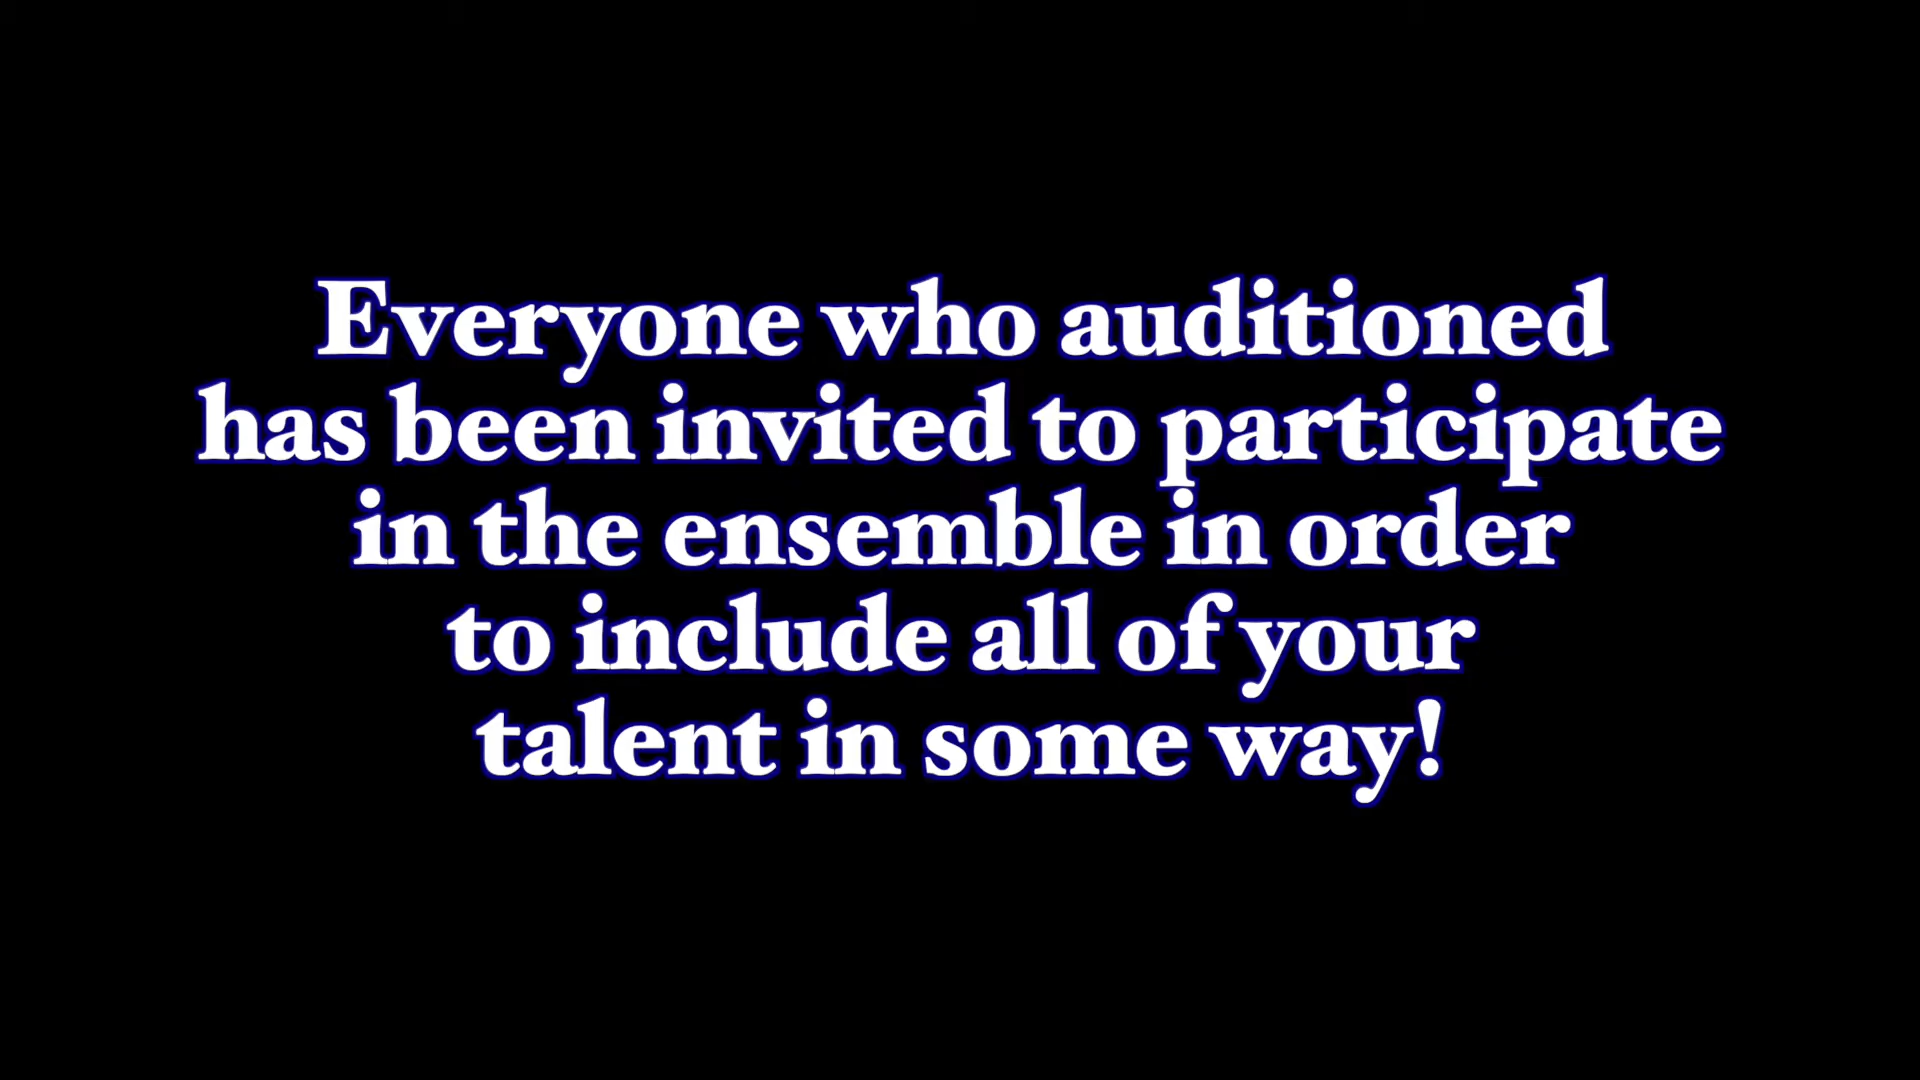 Everyone who auditioned
has been invited to participate
in the ensemble in order
to include all of your
talent in some way!